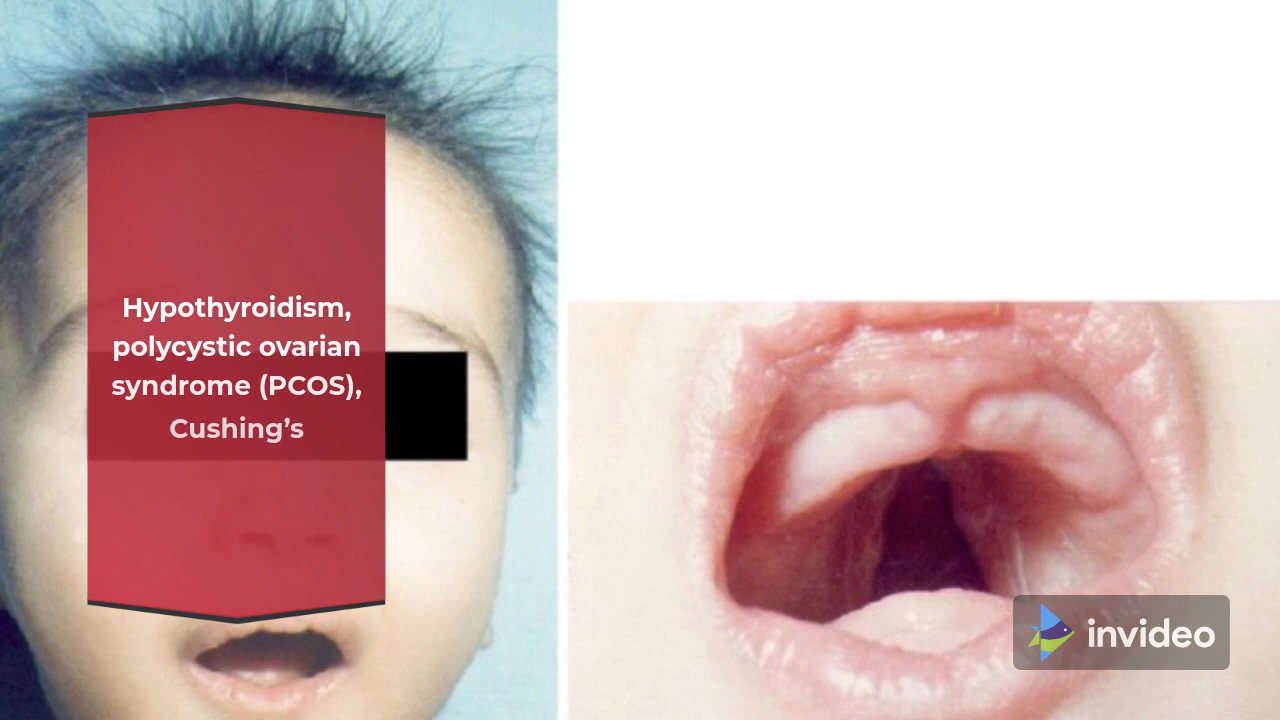 Hypothyroidism,
polycystic ovarian
syndrome (PCOS),
Cushing’s
invideo